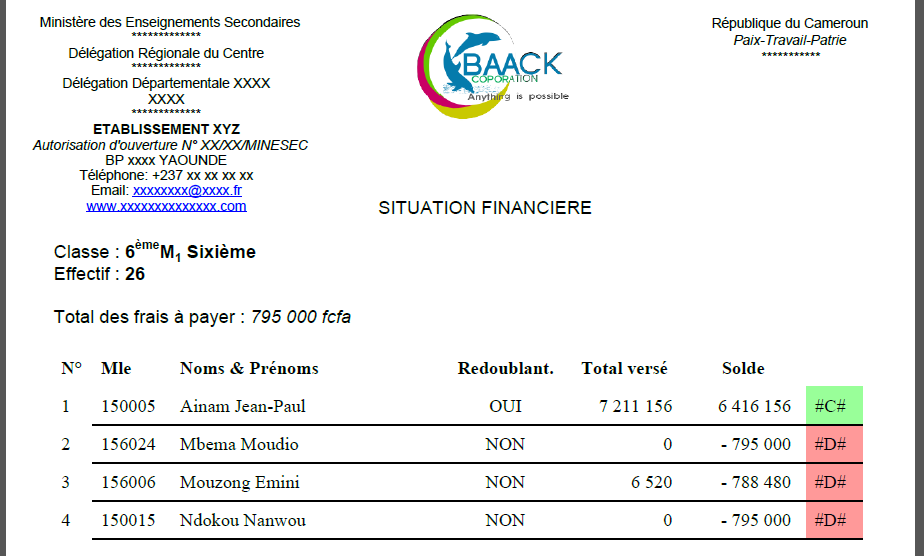 Ministère des Enseignements Secondaires
*************
Délégation Régionale du Centre
*************
Délégation Départementale XXXX
XXXX
*************
ETABLISSEMENT XYZ
Autorisation d'ouverture N° XX/XX/MINESEC
BP xxxx YAOUNDE
Téléphone: +237 xx xx xx xx
Email: xxxxxxxx@xxxx.fr
www.xxxxxxxxxxxxxx.com
BAACK
COPORATION
Anything is possible
République du Cameroun
Paix-Travail-Patrie
***********
SITUATION FINANCIERE
Classe : 6èmeM1 Sixième
Effectif : 26
Total des frais à payer : 795 000 fcfa
N° Mle Noms & Prénoms Redoublant. Total versé Solde
1 150005 Ainam Jean-Paul OUI 7 211 156 6 416 156 #C#
2 156024 Mbema Moudio NON 0 - 795 000 #D#
3 156006 Mouzong Emini NON 6 520 - 788 480 #D#
4 150015 Ndokou Nanwou NON 0 - 795 000 #D#